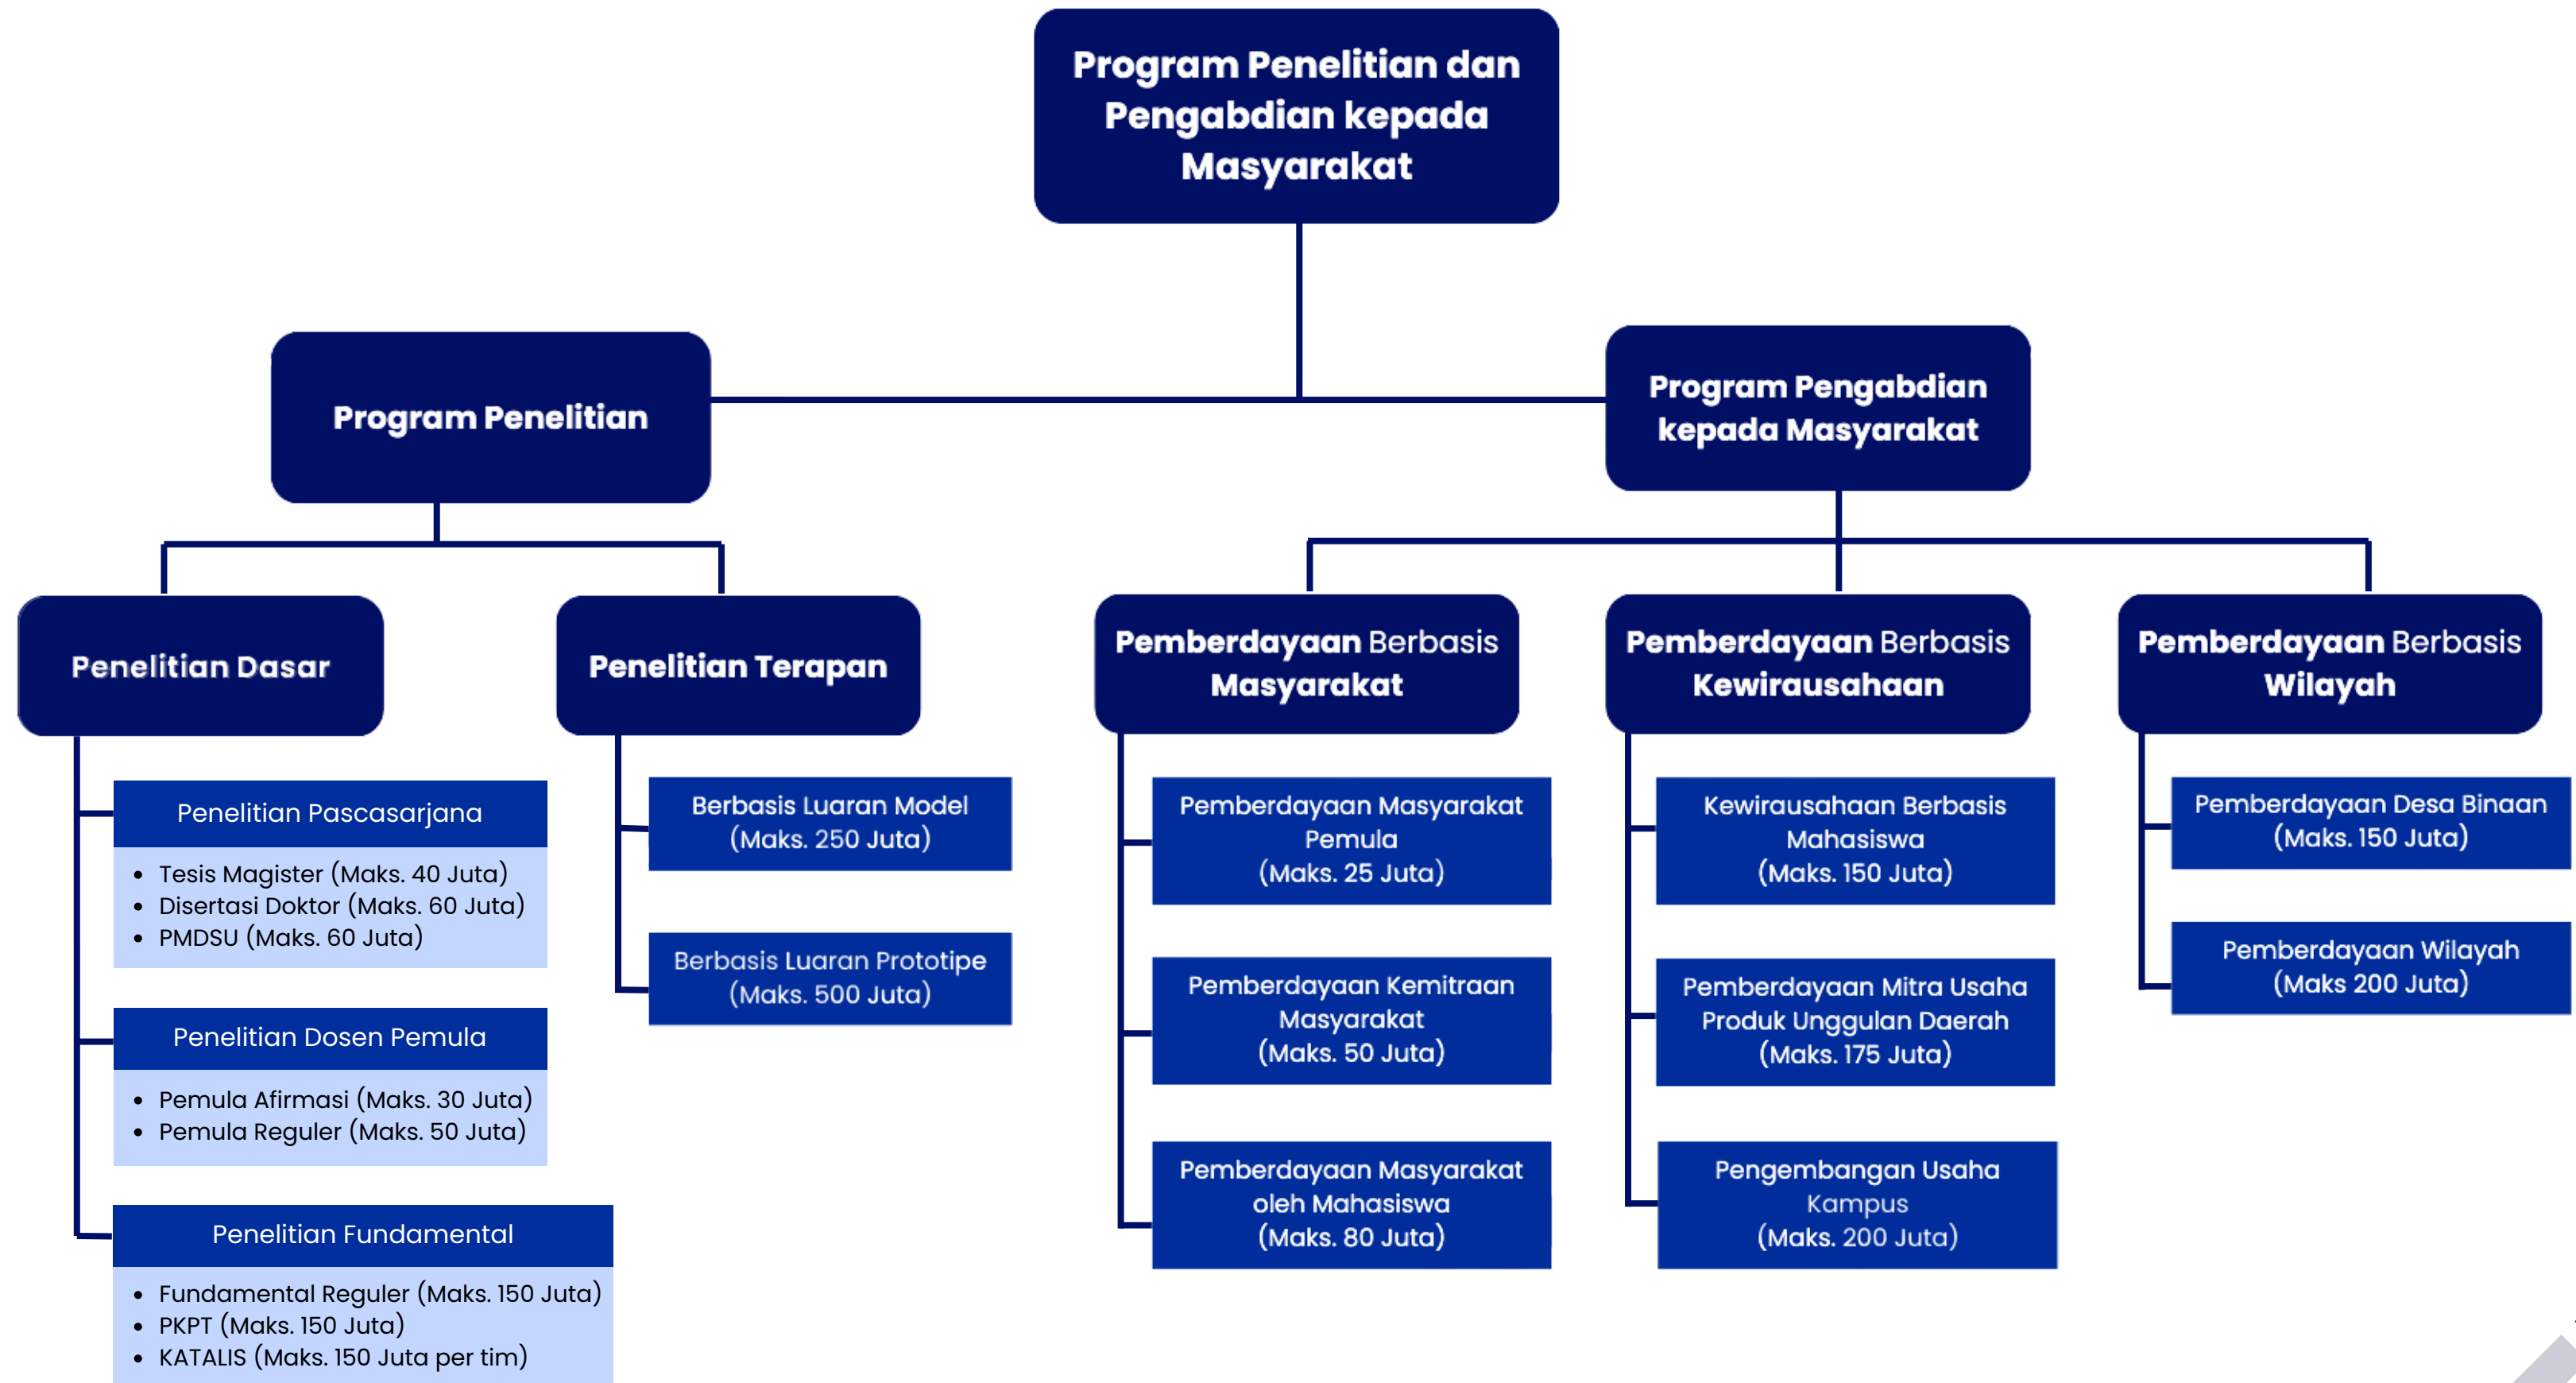 Program Penelitian dan
Pengabdian kepada
Masyarakat
Program Penelitian
Program Pengabdian
kepada Masyarakat
Penelitian Dasar
Penelitian Pascasarjana
• Tesis Magister (Maks. 40 Juta)
• Disertasi Doktor (Maks. 60 Juta)
• PMDSU (Maks. 60 Juta)
Penelitian Dosen Pemula
• Pemula Afirmasi (Maks. 30 Juta)
• Pemula Reguler (Maks. 50 Juta)
Penelitian Fundamental
• Fundamental Reguler (Maks. 150 Juta)
• PKPT (Maks. 150 Juta)
• KATALIS (Maks. 150 Juta per tim)
Penelitian Terapan
Berbasis Luaran Model
(Maks. 250 Juta)
Berbasis Luaran Prototipe
(Maks. 500 Juta)
Pemberdayaan Berbasis
Masyarakat
Pemberdayaan Masyarakat
Pemula
(Maks. 25 Juta)
Pemberdayaan Kemitraan
Masyarakat
(Maks. 50 Juta)
Pemberdayaan Masyarakat
oleh Mahasiswa
(Maks. 80 Juta)
Pemberdayaan Berbasis
Kewirausahaan
Kewirausahaan Berbasis
Mahasiswa
(Maks. 150 Juta)
Pemberdayaan Mitra Usaha
Produk Unggulan Daerah
(Maks. 175 Juta)
Pengembangan Usaha
Kampus
(Maks. 200 Juta)
Pemberdayaan Berbasis
Wilayah
Pemberdayaan Desa Binaan
(Maks. 150 Juta)
Pemberdayaan Wilayah
(Maks 200 Juta)